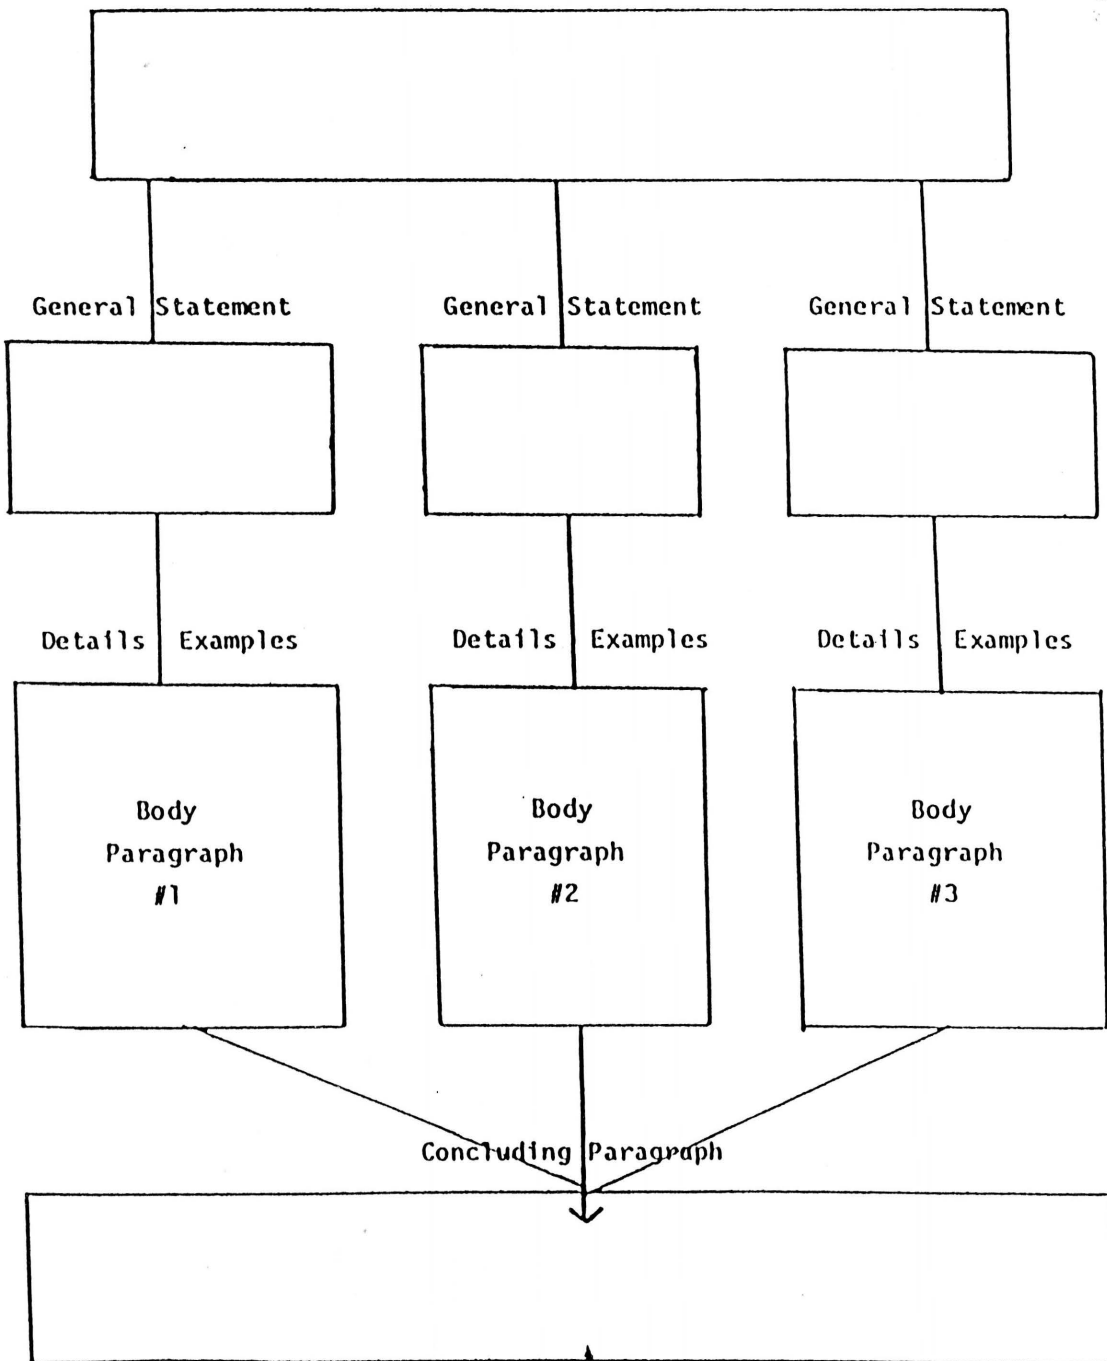 General Statement General Statement General Statement
Details Examples Details Examples Details Examples
Body
Paragraph
#1
Body
Paragraph
#2
Body
Paragraph
#3
Concluding Paragraph